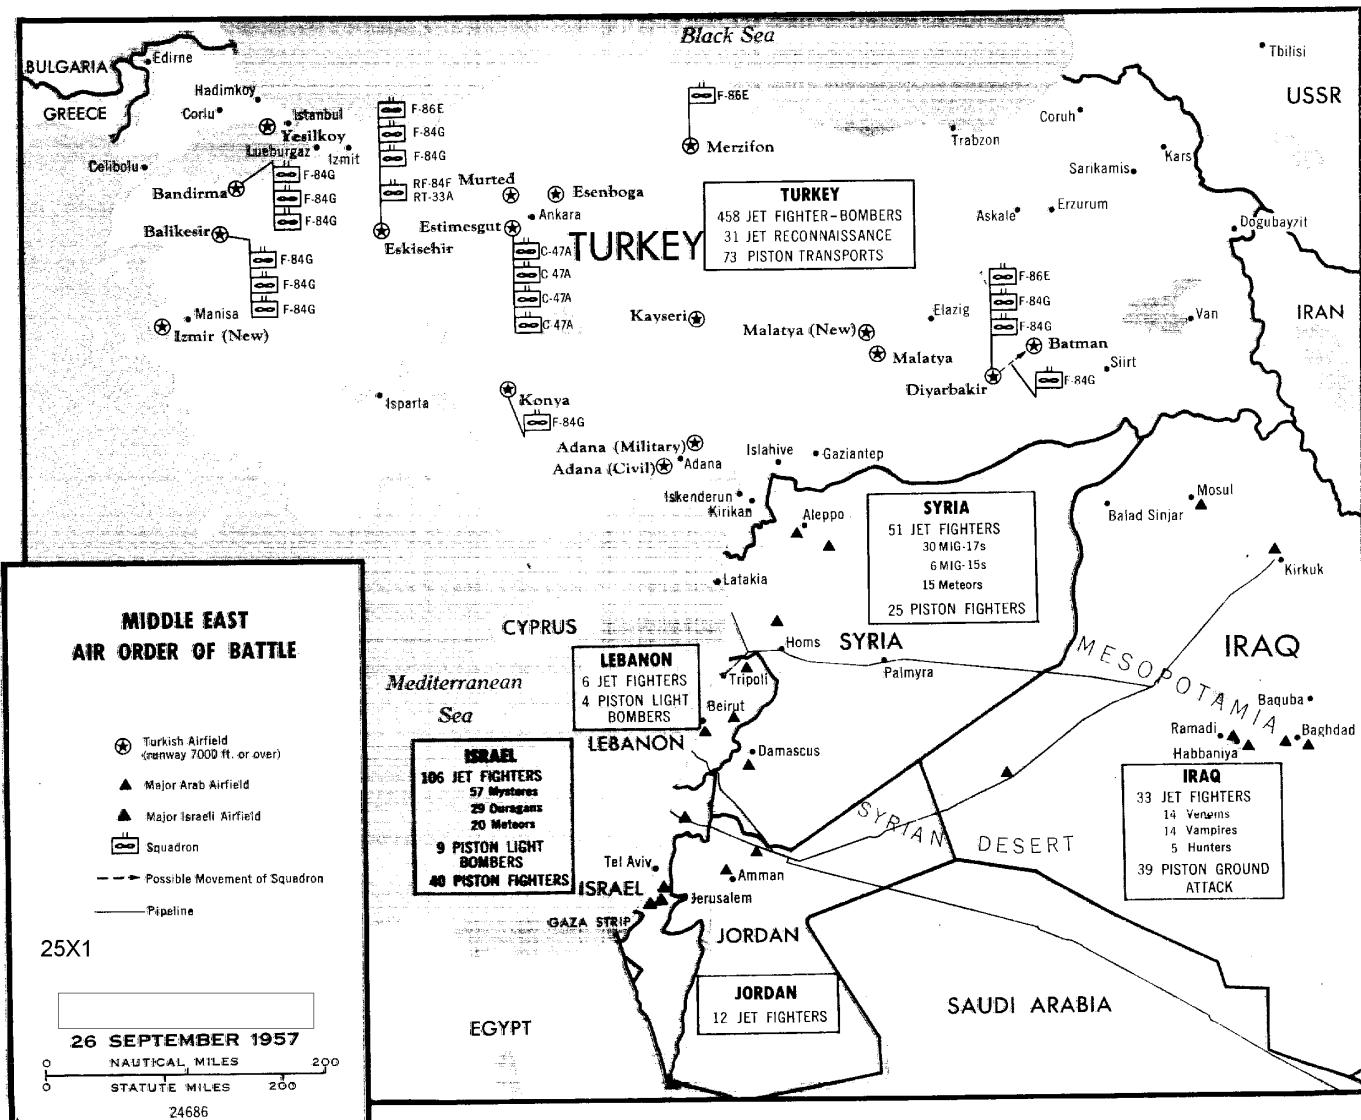 Black Sea
BULGARIA
Edirne
GREECE
Hadimkoy
Corlu
Istanbul
Yesilkoy
Lueburgaz
Izmit
Celibolu
Bandirma
F-84G
F-84G
F-84G
Balikesir
F-84G
F-84G
F-84G
Manisa
Izmir (New)
F-86E
F-84G
F-84G
RF-84F
RT-33A
Eskisehir
Murted
Esenboga
Ankara
Estimesgut
C-47A
C-47A
C-47A
C-47A
TURKEY
F-86E
Merzifon
TURKEY
458 JET FIGHTER-BOMBERS
31 JET RECONNAISSANCE
73 PISTON TRANSPORTS
Tbilisi
USSR
Coruh
Trabzon
Kars
Sarikamis
Askale
Erzurum
Dogubayzit
IRAN
Van
F-86E
F-84G
F-84G
Elazig
Kayseri
Malatya (New)
Malatya
Batman
Siirt
Diyarbakir
F-84G
Isparta
Konya
F-84G
Adana (Military)
Adana (Civil)
Adana
Islahive
Gaziantep
Iskenderun
Kirikan
Aleppo
SYRIA
51 JET FIGHTERS
30 MIG-17s
6 MIG-15s
15 Meteors
25 PISTON FIGHTERS
Mosul
Balad Sinjar
Kirkuk
Latakia
CYPRUS
Homs
SYRIA
Palmyra
MESOPOTAMIA
IRAQ
LEBANON
6 JET FIGHTERS
4 PISTON LIGHT
BOMBERS
Tripoli
Mediterranean
Sea
Beirut
LEBANON
Damascus
Baquba
Ramadi
Baghdad
Habbaniya
IRAQ
33 JET FIGHTERS
14 Venoms
14 Vampires
5 Hunters
39 PISTON GROUND
ATTACK
ISRAEL
106 JET FIGHTERS
57 Mysteres
29 Ouragans
20 Meteors
9 PISTON LIGHT
BOMBERS
40 PISTON FIGHTERS
SYRIAN DESERT
Tel Aviv
Amman
ISRAEL
Jerusalem
GAZA STRIP
JORDAN
JORDAN
12 JET FIGHTERS
EGYPT
SAUDI ARABIA
MIDDLE EAST
AIR ORDER OF BATTLE
Turkish Airfield
(runway 7000 ft. or over)
Major Arab Airfield
Major Israeli Airfield
Squadron
Possible Movement of Squadron
Pipeline
25X1
26 SEPTEMBER 1957
0 NAUTICAL MILES 200
0 STATUTE MILES 200
24686